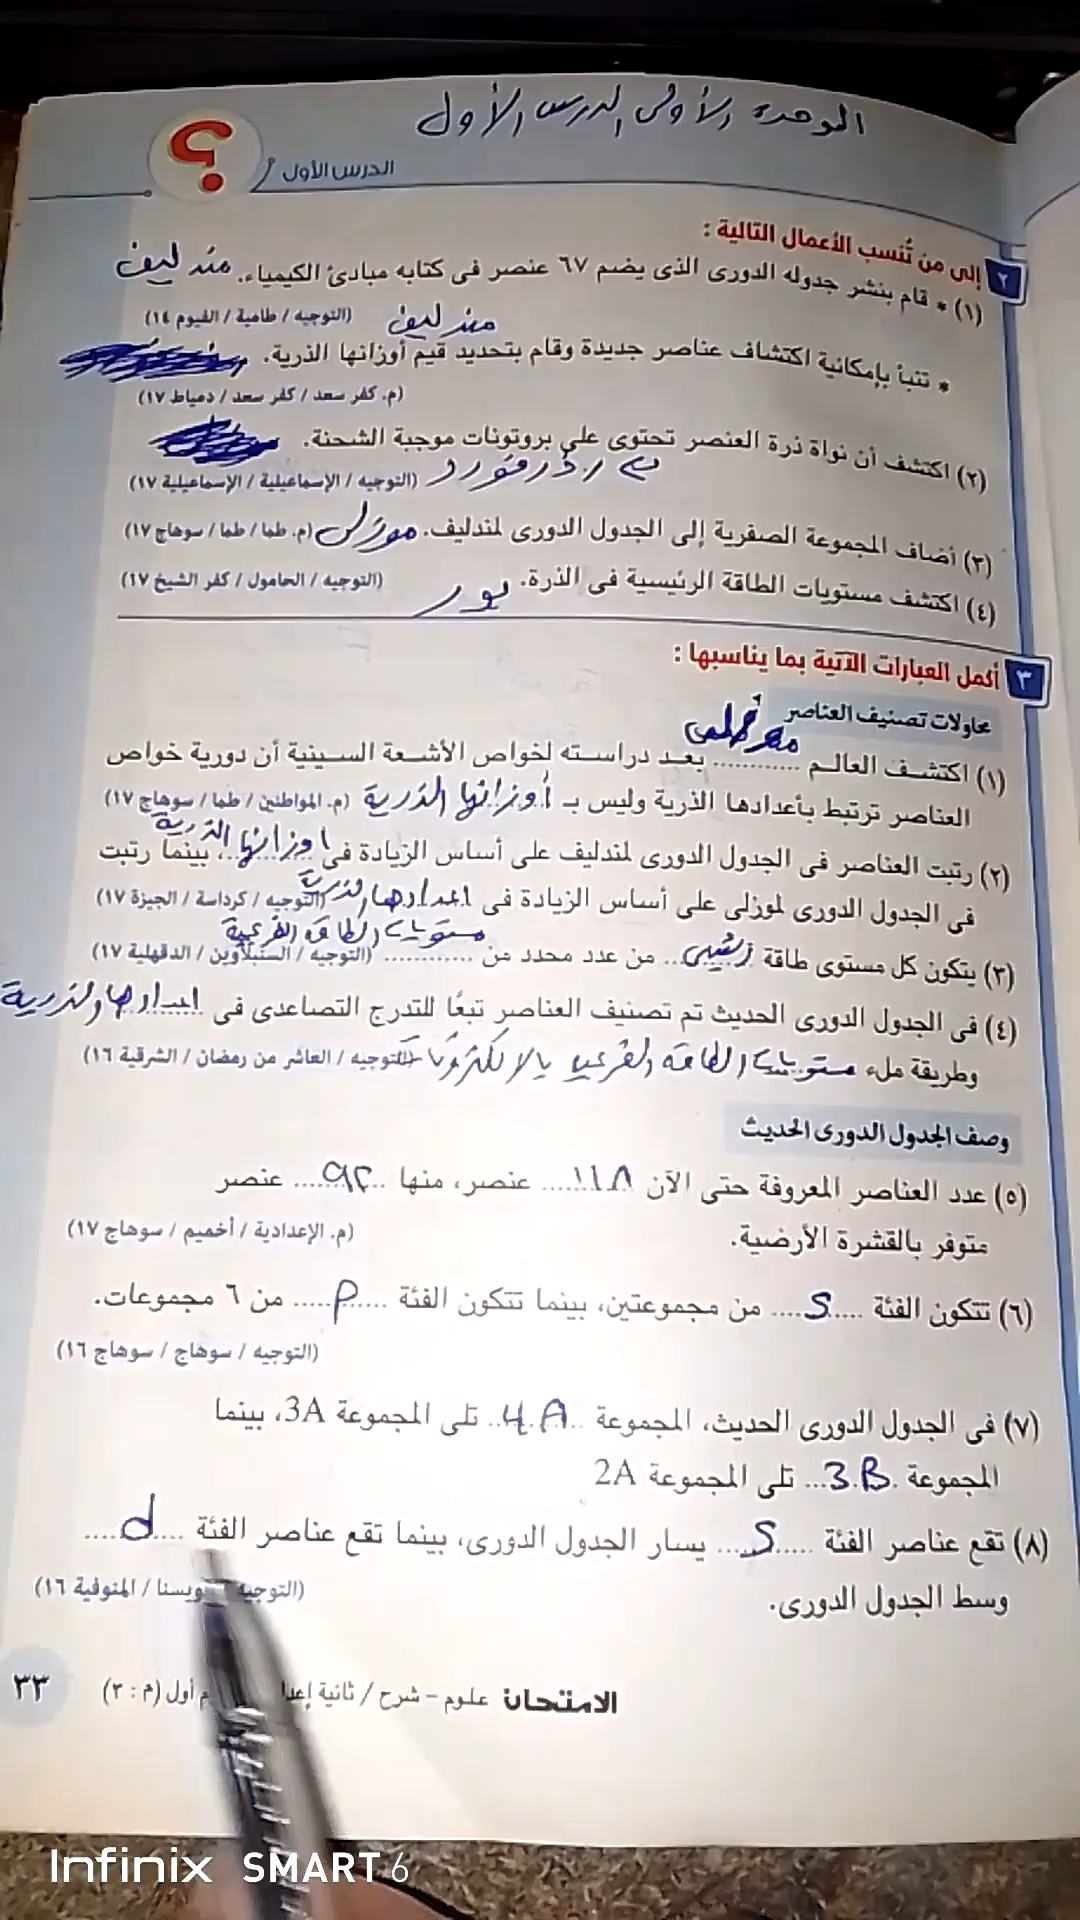 الوحدة الأولى الدرس الأول
؟
الدرس الأول
٢ إلى من تُنسب الأعمال التالية :
(١) * قام بنشر جدوله الدورى الذى يضم ٦٧ عنصر فى كتابه مبادئ الكيمياء. مندليف
(التوجيه / طامية / الفيوم ١٤)
مندليف
* تنبأ بإمكانية اكتشاف عناصر جديدة وقام بتحديد قيم أوزانها الذرية.
(م. كفر سعد / كفر سعد / دمياط ١٧)
(٢) اكتشف أن نواة ذرة العنصر تحتوى على بروتونات موجبة الشحنة.
رذرفورد (التوجيه / الإسماعيلية / الإسماعيلية ١٧)
(٣) أضاف المجموعة الصفرية إلى الجدول الدورى لمندليف. موزلى (م. طما / طما / سوهاج ١٧)
(٤) اكتشف مستويات الطاقة الرئيسية فى الذرة. بور (التوجيه / الحامول / كفر الشيخ ١٧)
٣ أكمل العبارات الآتية بما يناسبها :
محاولات تصنيف العناصر
(١) اكتشف العالم ............ بعد دراسته لخواص الأشعة السينية أن دورية خواص
العناصر ترتبط بأعدادها الذرية وليس بـ أوزانها الذرية (م. المواطنين / طما / سوهاج ١٧)
(٢) رتبت العناصر فى الجدول الدورى لمندليف على أساس الزيادة فى اوزانها الذرية، بينما رتبت
فى الجدول الدورى لموزلى على أساس الزيادة فى اعدادها الذرية (التوجيه / كرداسة / الجيزة ١٧)
مستويات الطاقة الفرعية
(٣) يتكون كل مستوى طاقة رئيسى ... من عدد محدد من ............ (التوجيه / السنبلاوين / الدقهلية ١٧)
(٤) فى الجدول الدورى الحديث تم تصنيف العناصر تبعًا للتدرج التصاعدى فى اعدادها الذرية
وطريقة ملء مستويات الطاقة الفرعية بالالكترونات (التوجيه / العاشر من رمضان / الشرقية ١٦)
وصف الجدول الدورى الحديث
(٥) عدد العناصر المعروفة حتى الآن ١١٨ عنصر، منها ٩٢ عنصر
متوفر بالقشرة الأرضية.
(م. الإعدادية / أخميم / سوهاج ١٧)
(٦) تتكون الفئة S من مجموعتين، بينما تتكون الفئة P من ٦ مجموعات.
(التوجيه / سوهاج / سوهاج ١٦)
(٧) فى الجدول الدورى الحديث، المجموعة 4A تلى المجموعة 3A، بينما
المجموعة 3B تلى المجموعة 2A
(٨) تقع عناصر الفئة S يسار الجدول الدورى، بينما تقع عناصر الفئة d
وسط الجدول الدورى.
(التوجيه / / المنوفية ١٦)
الامتحان علوم - شرح / ثانية أول (م : ٣)
٣٣
Infinix SMART 6